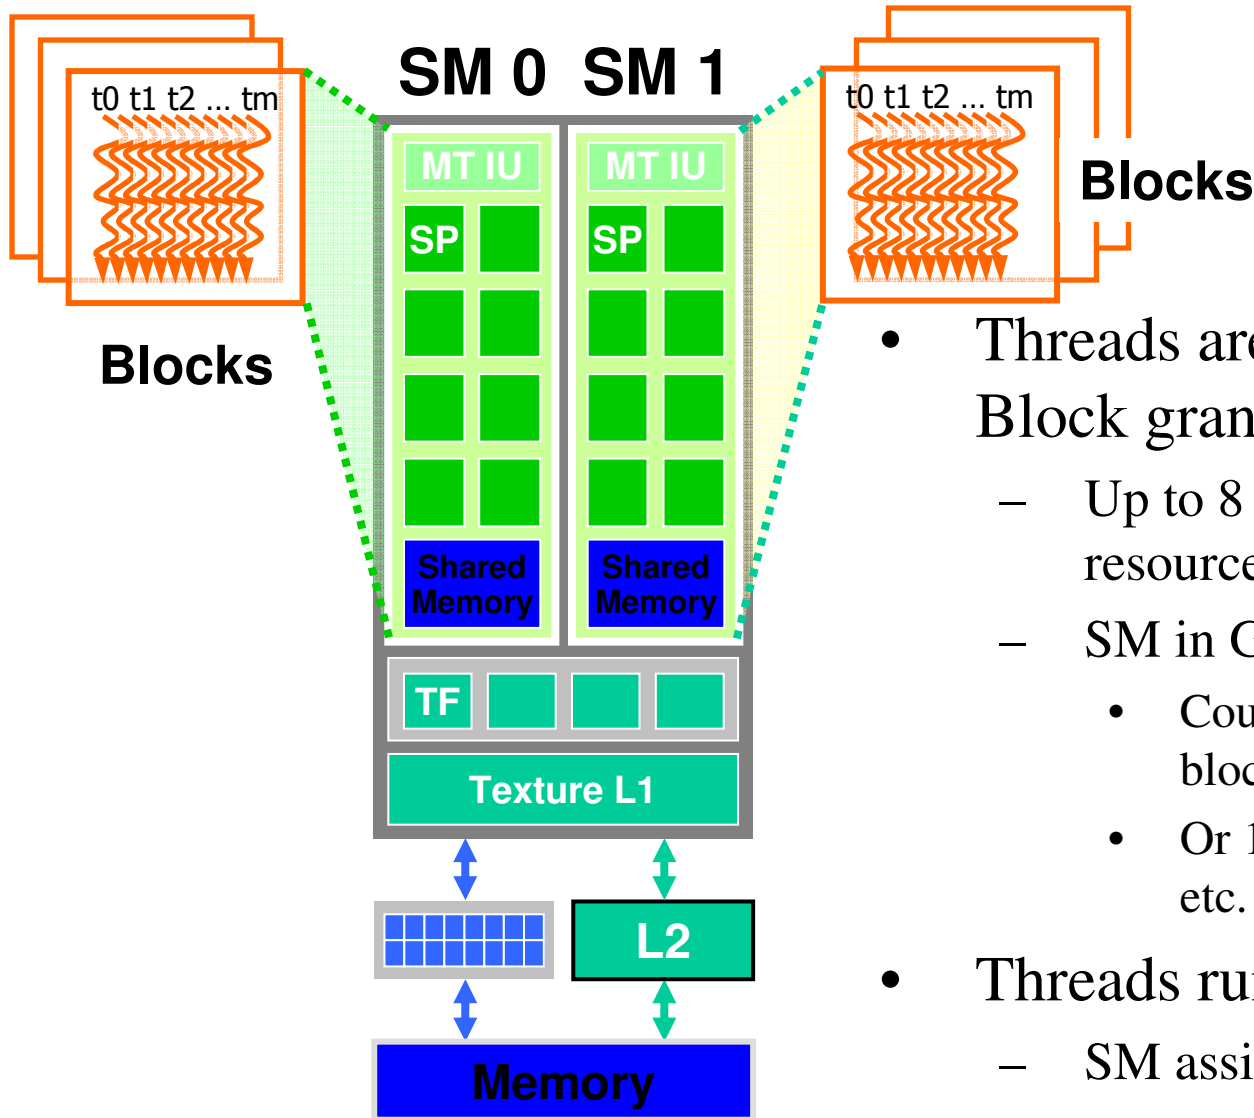 SM 0 SM 1
t0 t1 t2 ... tm
t0 t1 t2 ... tm
Blocks
Blocks
MT IU
MT IU
SP
SP
Shared
Memory
Shared
Memory
TF
Texture L1
L2
Memory
• Threads are
Block gran
– Up to 8
resource
– SM in G
• Cou
bloc
• Or 1
etc.
• Threads ru
– SM assi